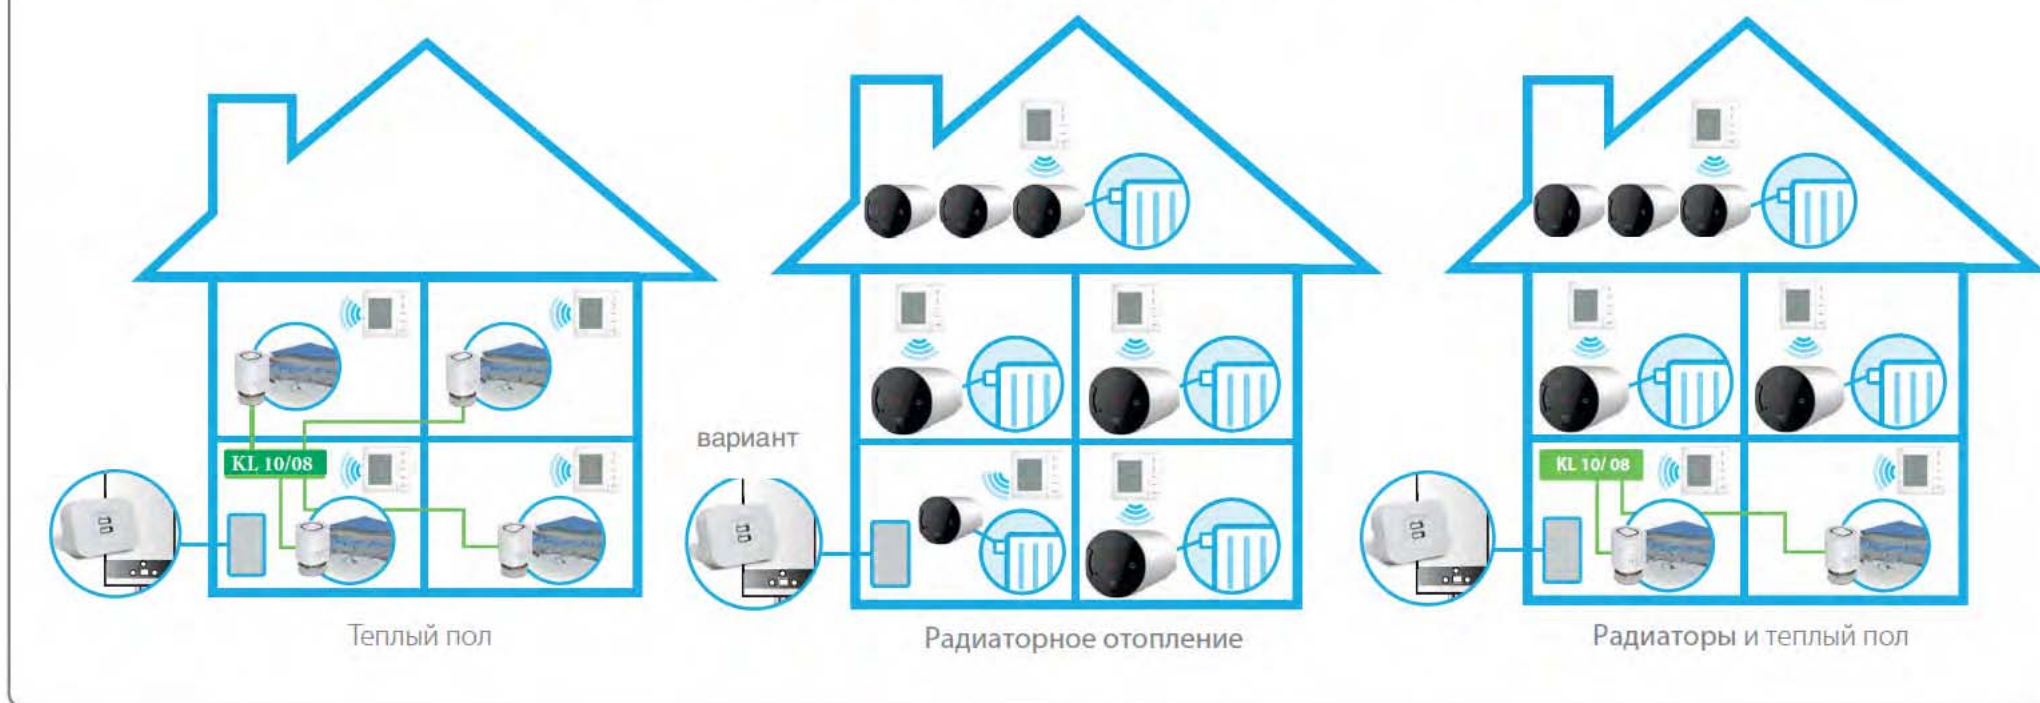 вариант
KL 10/08
KL 10/ 08
Теплый пол
Радиаторное отопление
Радиаторы и теплый пол